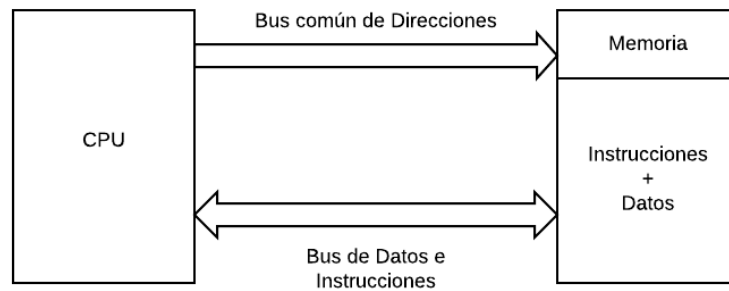 Bus común de Direcciones
Memoria
CPU
Instrucciones
+
Datos
Bus de Datos e
Instrucciones